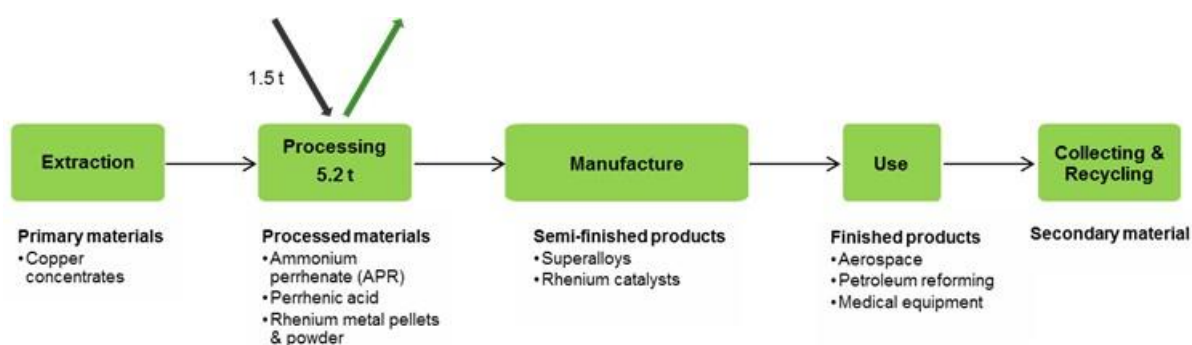 1.5 t
Extraction
Processing
5.2 t
Manufacture
Use
Collecting &
Recycling
Primary materials
•Copper
concentrates
Processed materials
•Ammonium
perrhenate (APR)
•Perrhenic acid
•Rhenium metal pellets
& powder
Semi-finished products
•Superalloys
•Rhenium catalysts
Finished products
•Aerospace
•Petroleum reforming
•Medical equipment
Secondary material